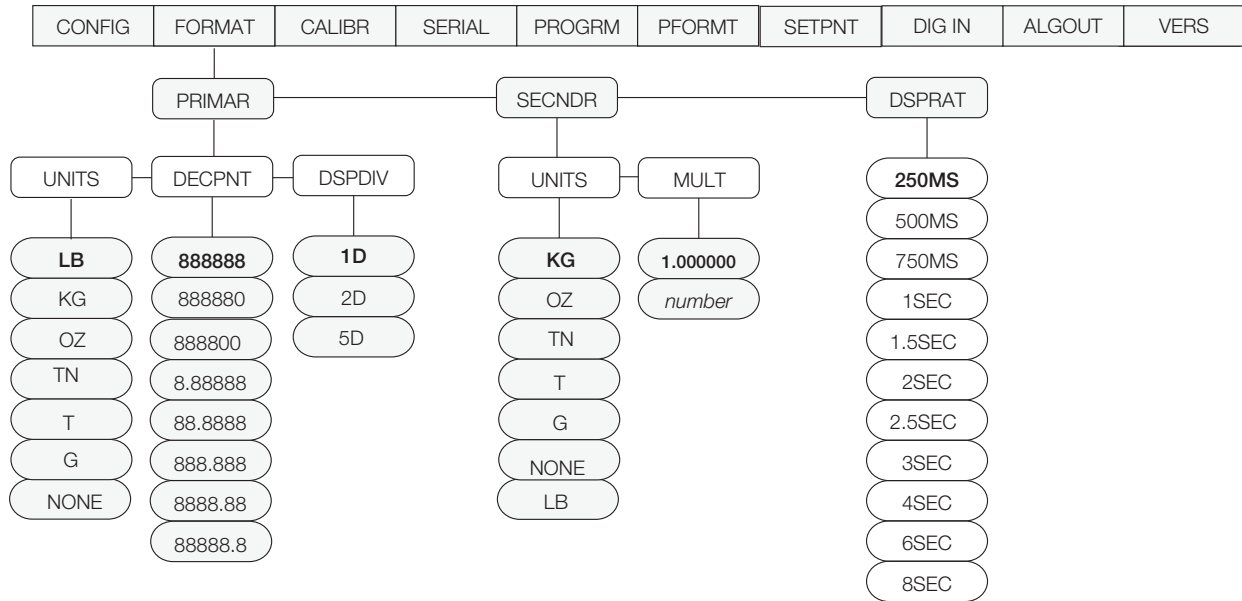 CONFIG FORMAT CALIBR SERIAL PROGRM PFORMT SETPNT DIG IN ALGOUT VERS
PRIMAR SECNDR DSPRAT
UNITS DECPNT DSPDIV UNITS MULT 250MS
500MS
LB 888888 1D KG 1.000000 750MS
KG 888880 2D OZ number 1SEC
OZ 888800 5D TN 1.5SEC
TN 8.88888 T 2SEC
T 88.8888 G 2.5SEC
G 888.888 NONE 3SEC
NONE 8888.88 LB 4SEC
88888.8 6SEC
8SEC